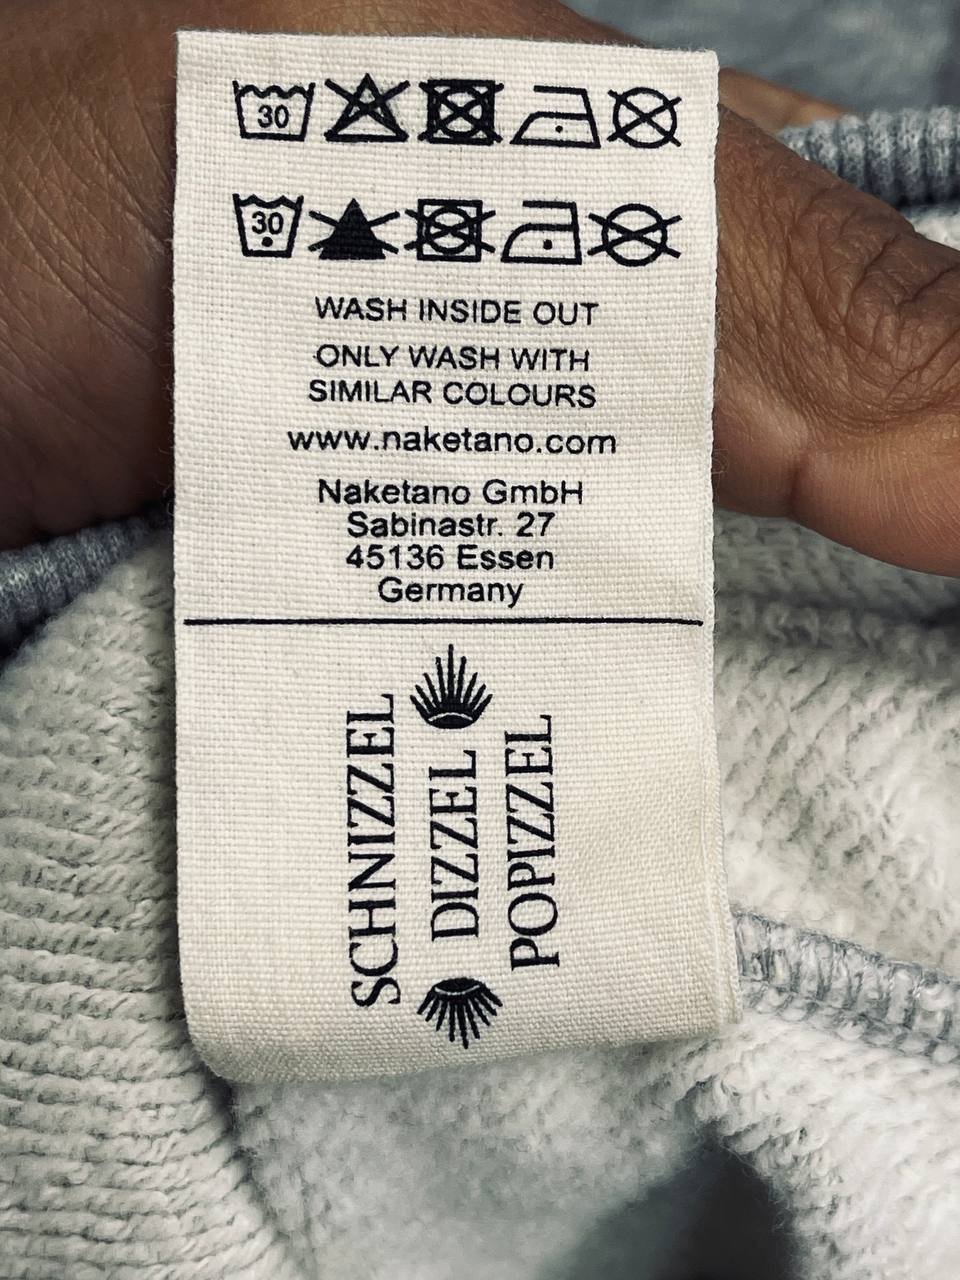 30
30
WASH INSIDE OUT
ONLY WASH WITH
SIMILAR COLOURS
www.naketano.com
Naketano GmbH
Sabinastr. 27
45136 Essen
Germany
SCHNIZZEL
DIZZEL
POPIZZEL